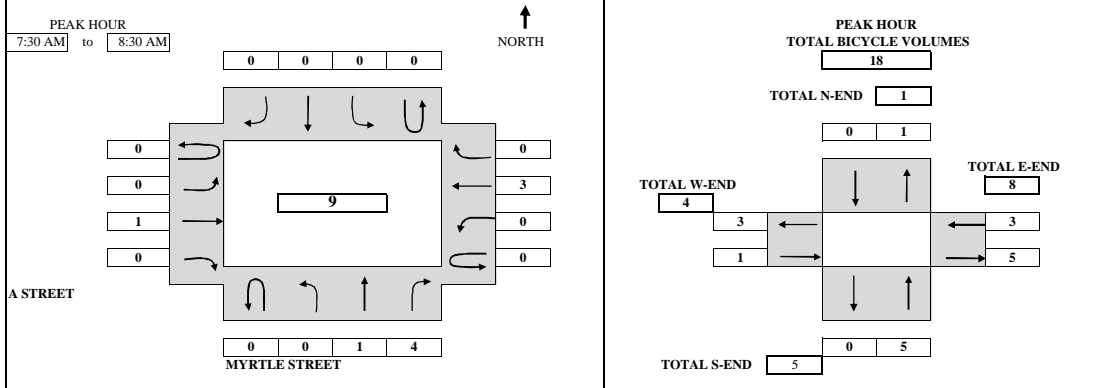 PEAK HOUR
7:30 AM to 8:30 AM
NORTH
0 0 0 0
0
0
1
0
9
0
3
0
0
A STREET
0 0 1 4
MYRTLE STREET
PEAK HOUR
TOTAL BICYCLE VOLUMES
18
TOTAL N-END 1
0 1
TOTAL E-END
8
TOTAL W-END
4
3 3
1 5
0 5
TOTAL S-END 5